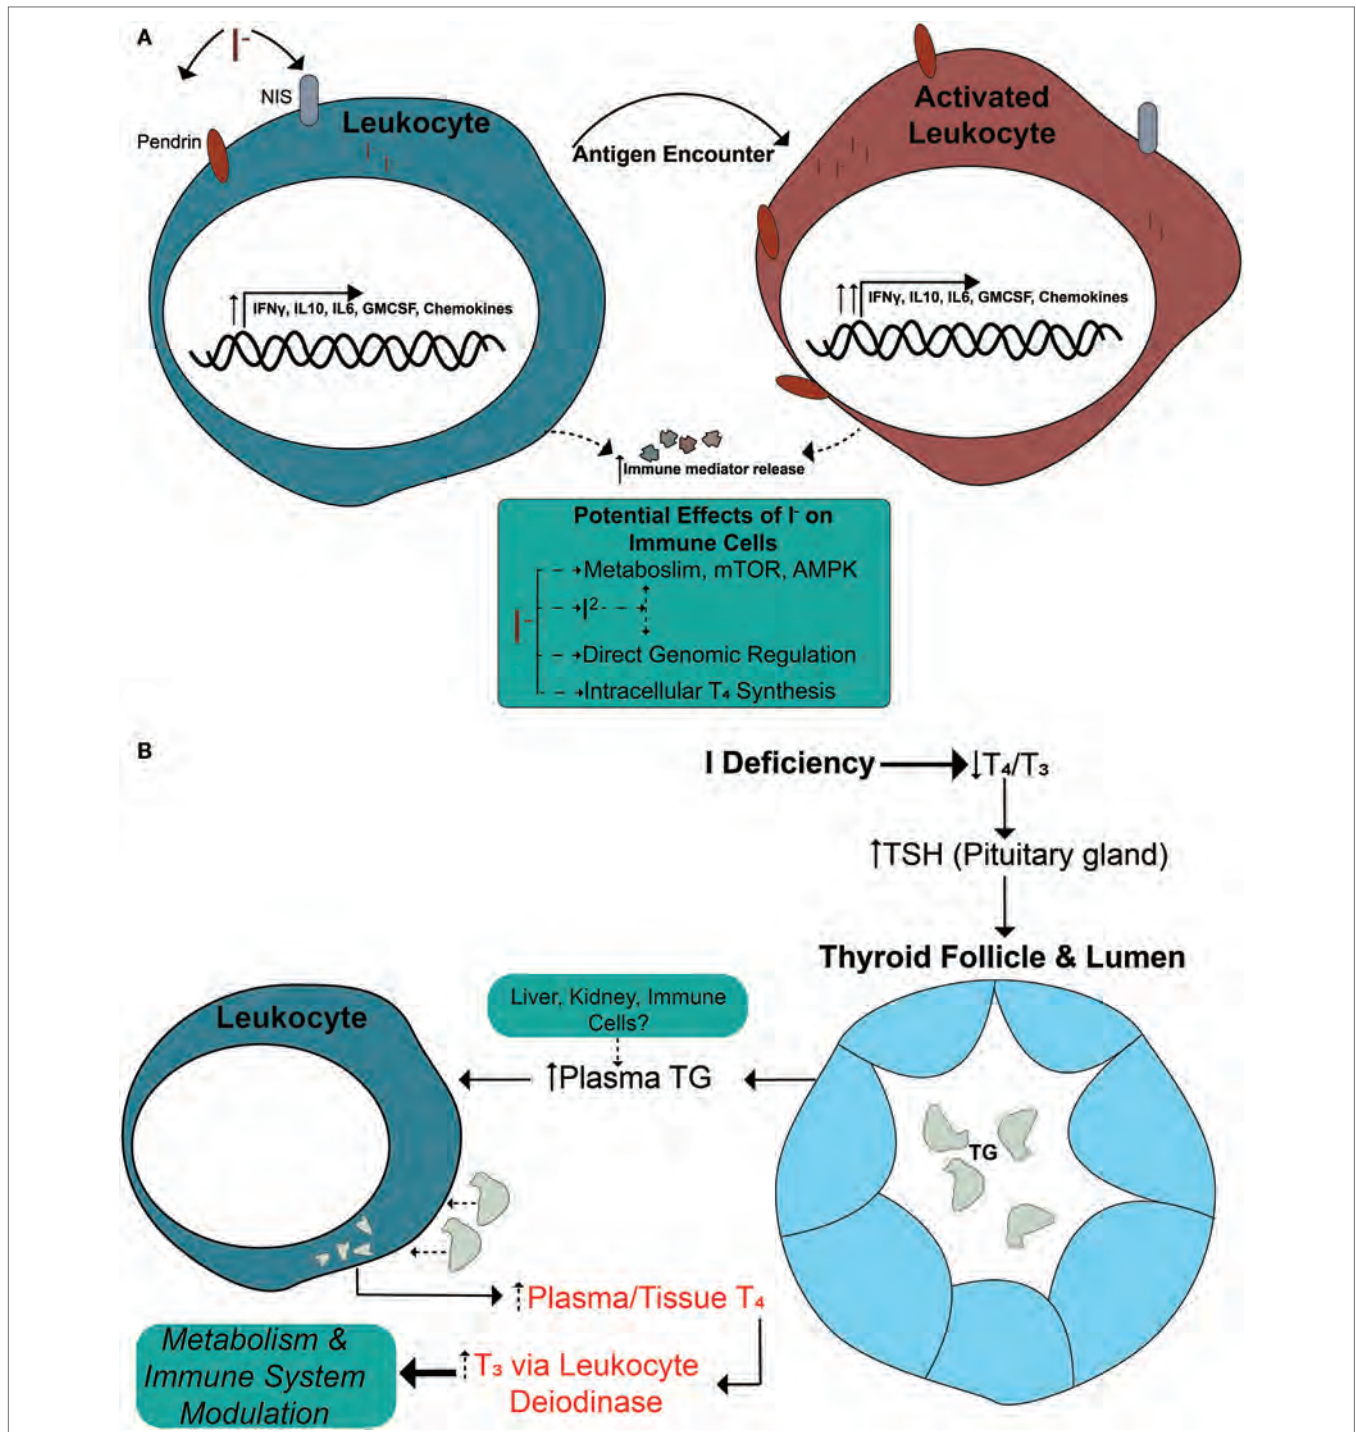 A
I⁻
NIS
Pendrin
Leukocyte
Antigen Encounter
Activated
Leukocyte
↑ IFNγ, IL10, IL6, GMCSF, Chemokines
↑↑ IFNγ, IL10, IL6, GMCSF, Chemokines
↑Immune mediator release
Potential Effects of I⁻ on
Immune Cells
Metaboslim, mTOR, AMPK
I²
I⁻
Direct Genomic Regulation
Intracellular T₄ Synthesis
B
I Deficiency
↓T₄/T₃
↑TSH (Pituitary gland)
Thyroid Follicle & Lumen
Liver, Kidney, Immune
Cells?
Leukocyte
↑Plasma TG
TG
↑Plasma/Tissue T₄
↑T₃ via Leukocyte
Deiodinase
Metabolism &
Immune System
Modulation